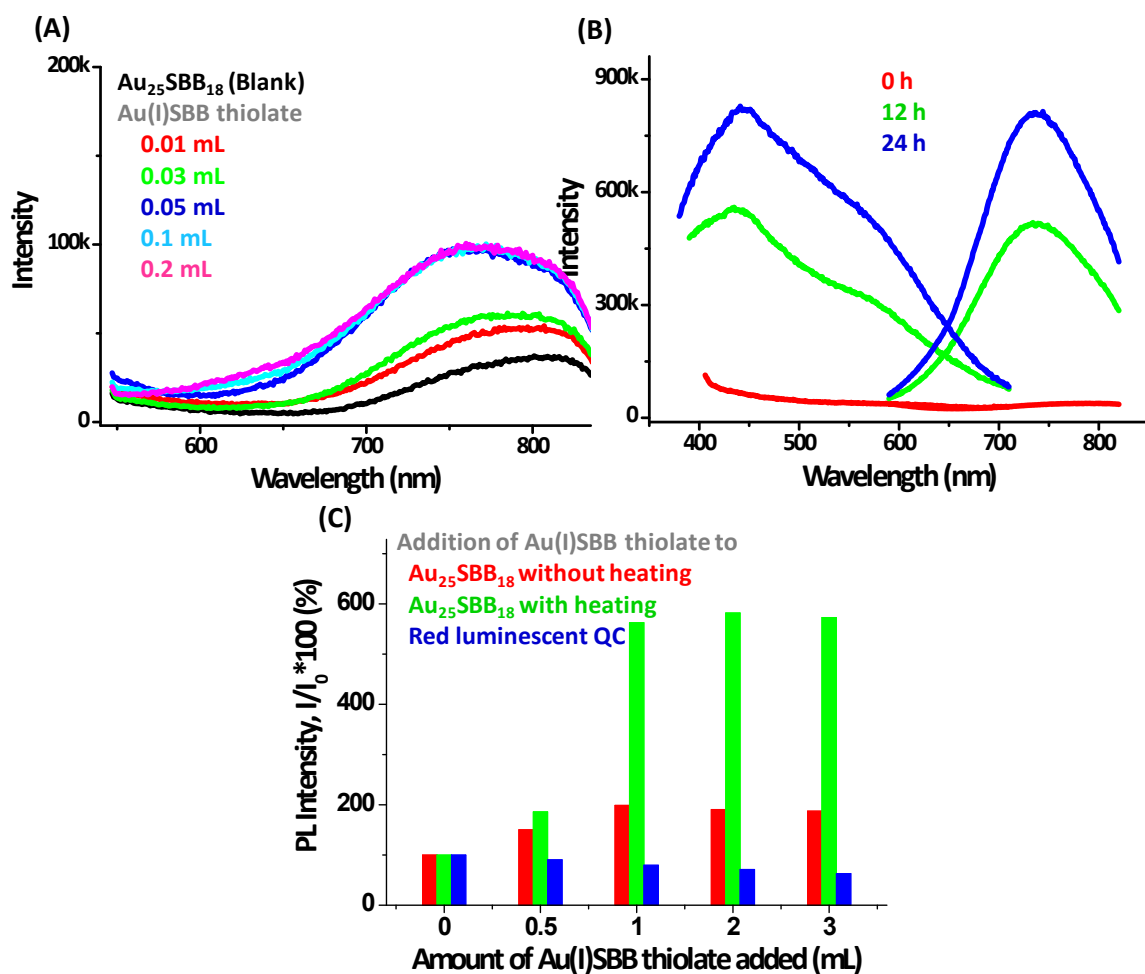 (A)
200k
100k
0
Intensity
Au₂₅SBB₁₈ (Blank)
Au(I)SBB thiolate
0.01 mL
0.03 mL
0.05 mL
0.1 mL
0.2 mL
600 700 800
Wavelength (nm)
(B)
900k
600k
300k
0
Intensity
0 h
12 h
24 h
400 500 600 700 800
Wavelength (nm)
(C)
600
400
200
0
PL Intensity, I/I₀*100 (%)
Addition of Au(I)SBB thiolate to
Au₂₅SBB₁₈ without heating
Au₂₅SBB₁₈ with heating
Red luminescent QC
0 0.5 1 2 3
Amount of Au(I)SBB thiolate added (mL)